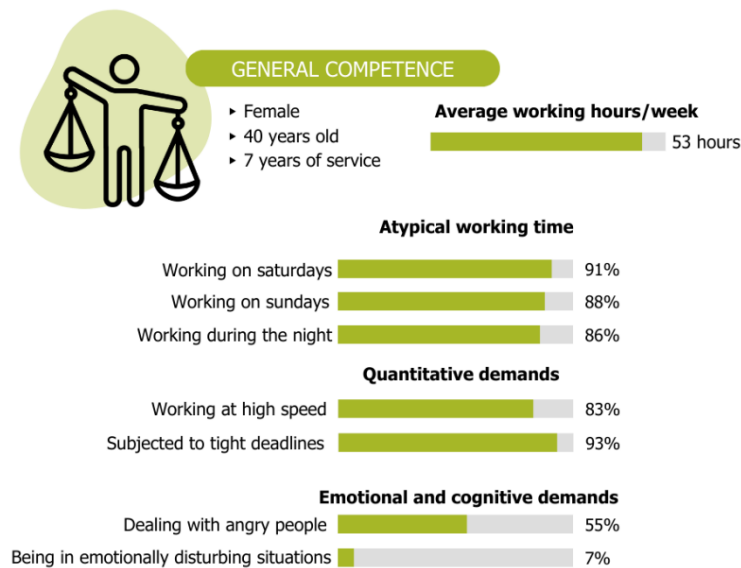 GENERAL COMPETENCE
‣ Female
‣ 40 years old
‣ 7 years of service
Average working hours/week
53 hours
Atypical working time
Working on saturdays 91%
Working on sundays 88%
Working during the night 86%
Quantitative demands
Working at high speed 83%
Subjected to tight deadlines 93%
Emotional and cognitive demands
Dealing with angry people 55%
Being in emotionally disturbing situations 7%